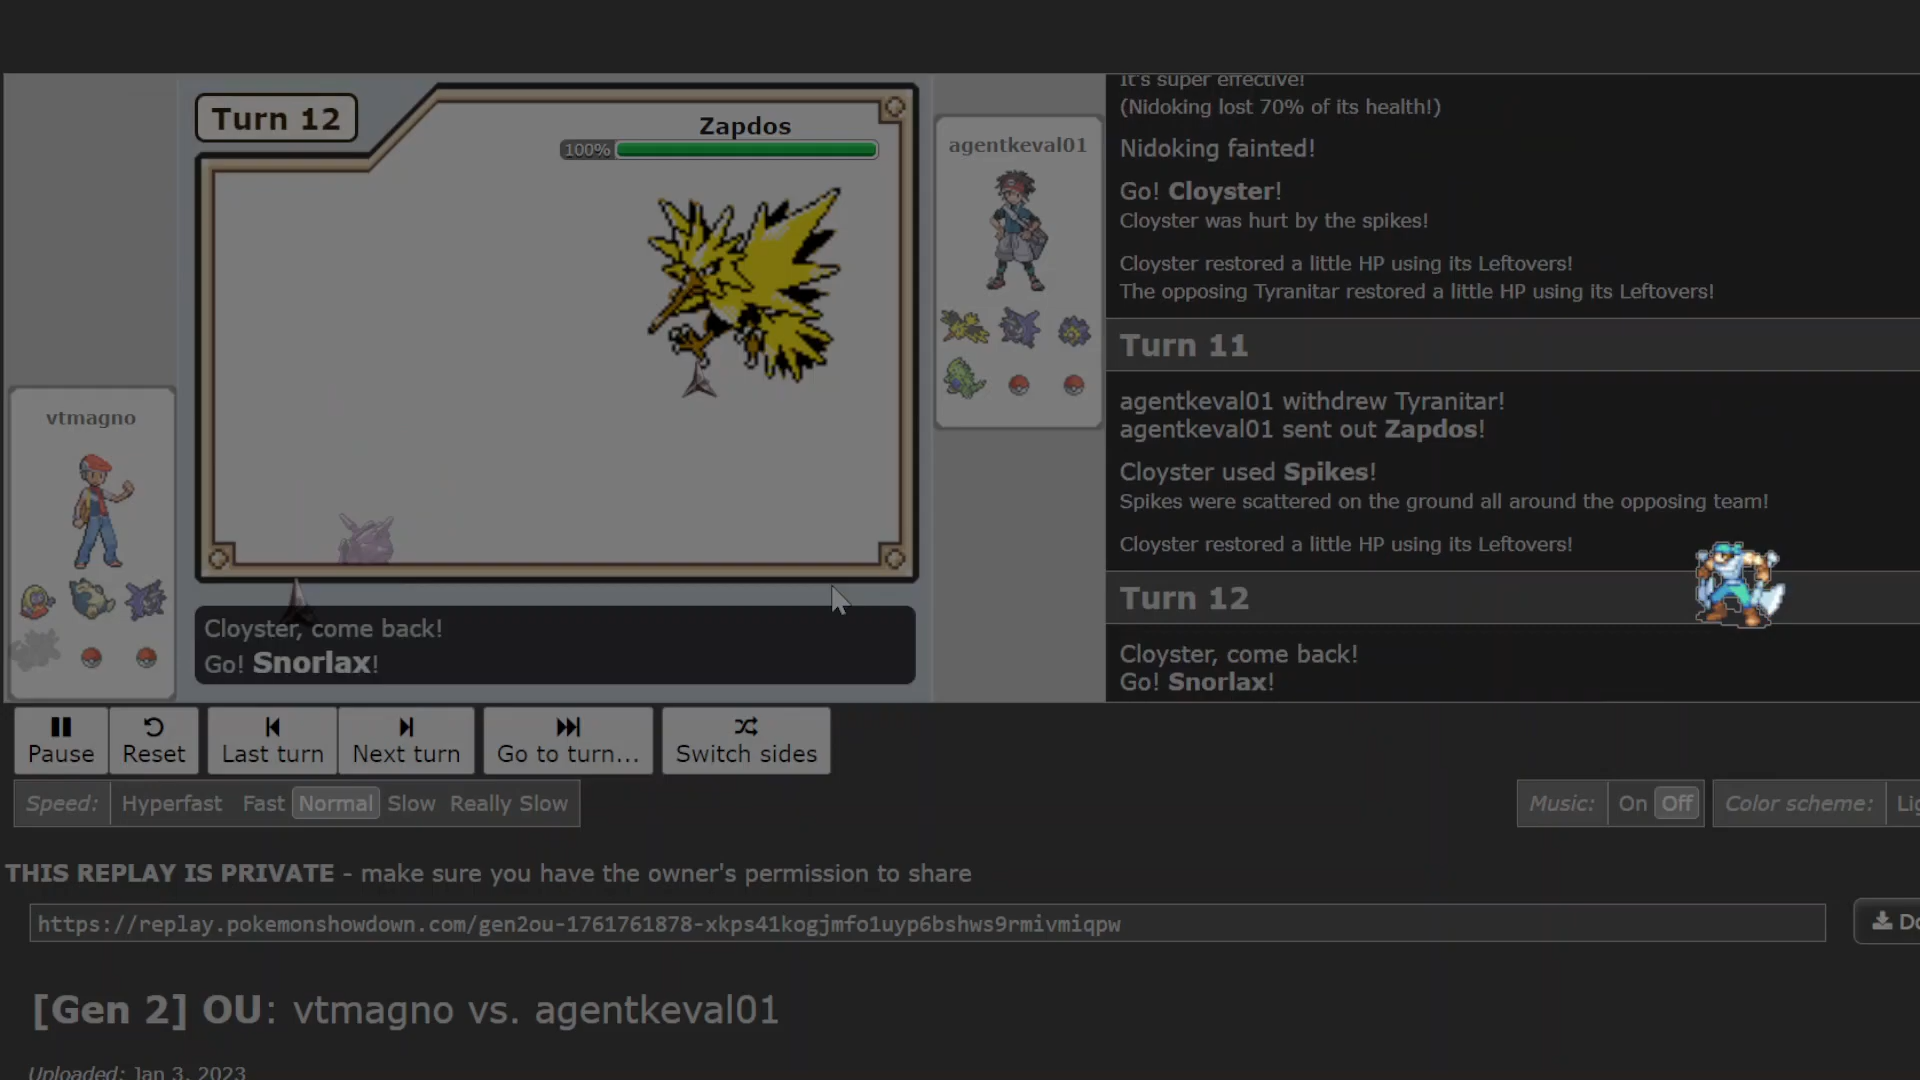 Turn 12
Zapdos
100%
vtmagno
agentkeval01
Cloyster, come back!
Go! Snorlax!
It's super effective!
(Nidoking lost 70% of its health!)
Nidoking fainted!
Go! Cloyster!
Cloyster was hurt by the spikes!
Cloyster restored a little HP using its Leftovers!
The opposing Tyranitar restored a little HP using its Leftovers!
Turn 11
agentkeval01 withdrew Tyranitar!
agentkeval01 sent out Zapdos!
Cloyster used Spikes!
Spikes were scattered on the ground all around the opposing team!
Cloyster restored a little HP using its Leftovers!
Turn 12
Cloyster, come back!
Go! Snorlax!
Pause Reset Last turn Next turn Go to turn... Switch sides
Speed: Hyperfast Fast Normal Slow Really Slow Music: On Off Color scheme:
THIS REPLAY IS PRIVATE - make sure you have the owner's permission to share
https://replay.pokemonshowdown.com/gen2ou-1761761878-xkps41kogjmfo1uyp6bshws9rmivmiqpw
[Gen 2] OU: vtmagno vs. agentkeval01
Uploaded: Jan 3, 2023